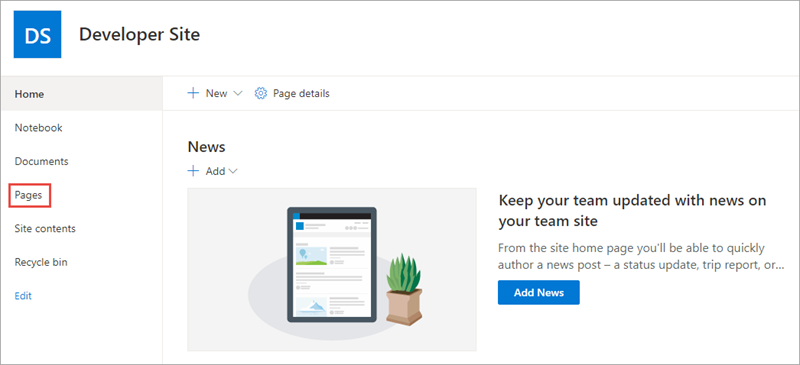 DS
Developer Site
Home
Notebook
Documents
Pages
Site contents
Recycle bin
Edit
New
Page details
News
Add
Keep your team updated with news on
your team site
From the site home page you'll be able to quickly
author a news post – a status update, trip report, or...
Add News